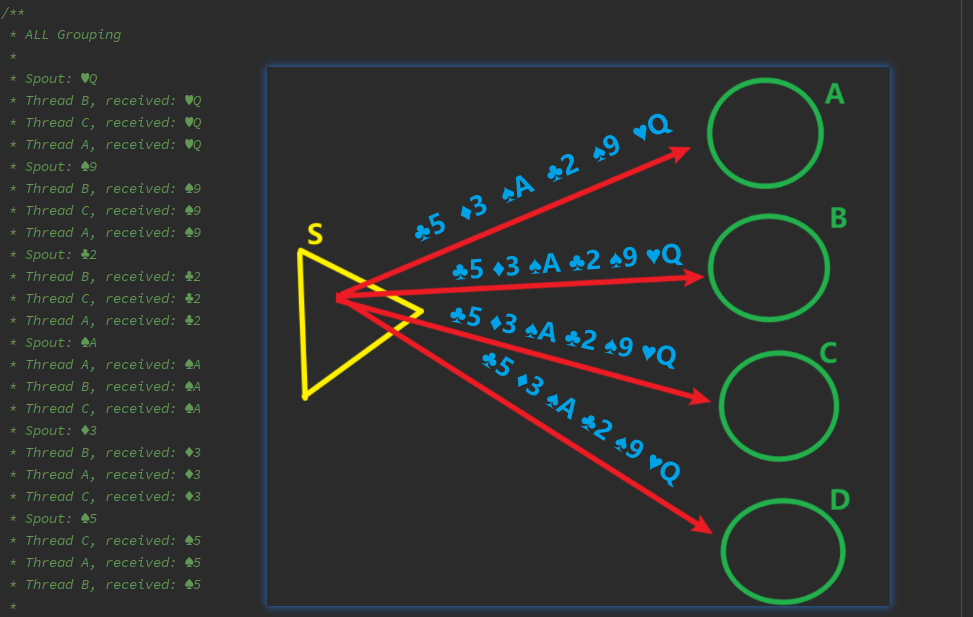 /**
* ALL Grouping
*
* Spout: ♥Q
* Thread B, received: ♥Q
* Thread C, received: ♥Q
* Thread A, received: ♥Q
* Spout: ♠9
* Thread B, received: ♠9
* Thread C, received: ♠9
* Thread A, received: ♠9
* Spout: ♣2
* Thread B, received: ♣2
* Thread C, received: ♣2
* Thread A, received: ♣2
* Spout: ♠A
* Thread A, received: ♠A
* Thread B, received: ♠A
* Thread C, received: ♠A
* Spout: ♦3
* Thread B, received: ♦3
* Thread A, received: ♦3
* Thread C, received: ♦3
* Spout: ♠5
* Thread C, received: ♠5
* Thread A, received: ♠5
* Thread B, received: ♠5
*
S
♣5 ♦3 ♠A ♣2 ♠9 ♥Q
A
♣5 ♦3 ♠A ♣2 ♠9 ♥Q
B
♣5 ♦3 ♠A ♣2 ♠9 ♥Q
C
♣5 ♦3 ♠A ♣2 ♠9 ♥Q
D